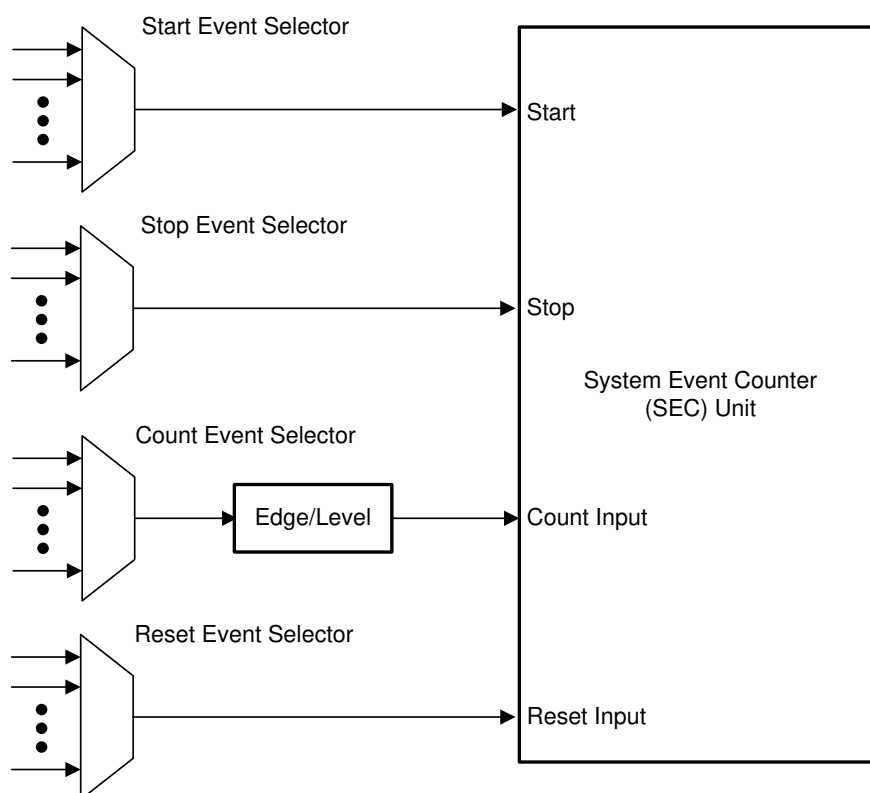 Start Event Selector
Start
Stop Event Selector
Stop
System Event Counter
(SEC) Unit
Count Event Selector
Edge/Level
Count Input
Reset Event Selector
Reset Input